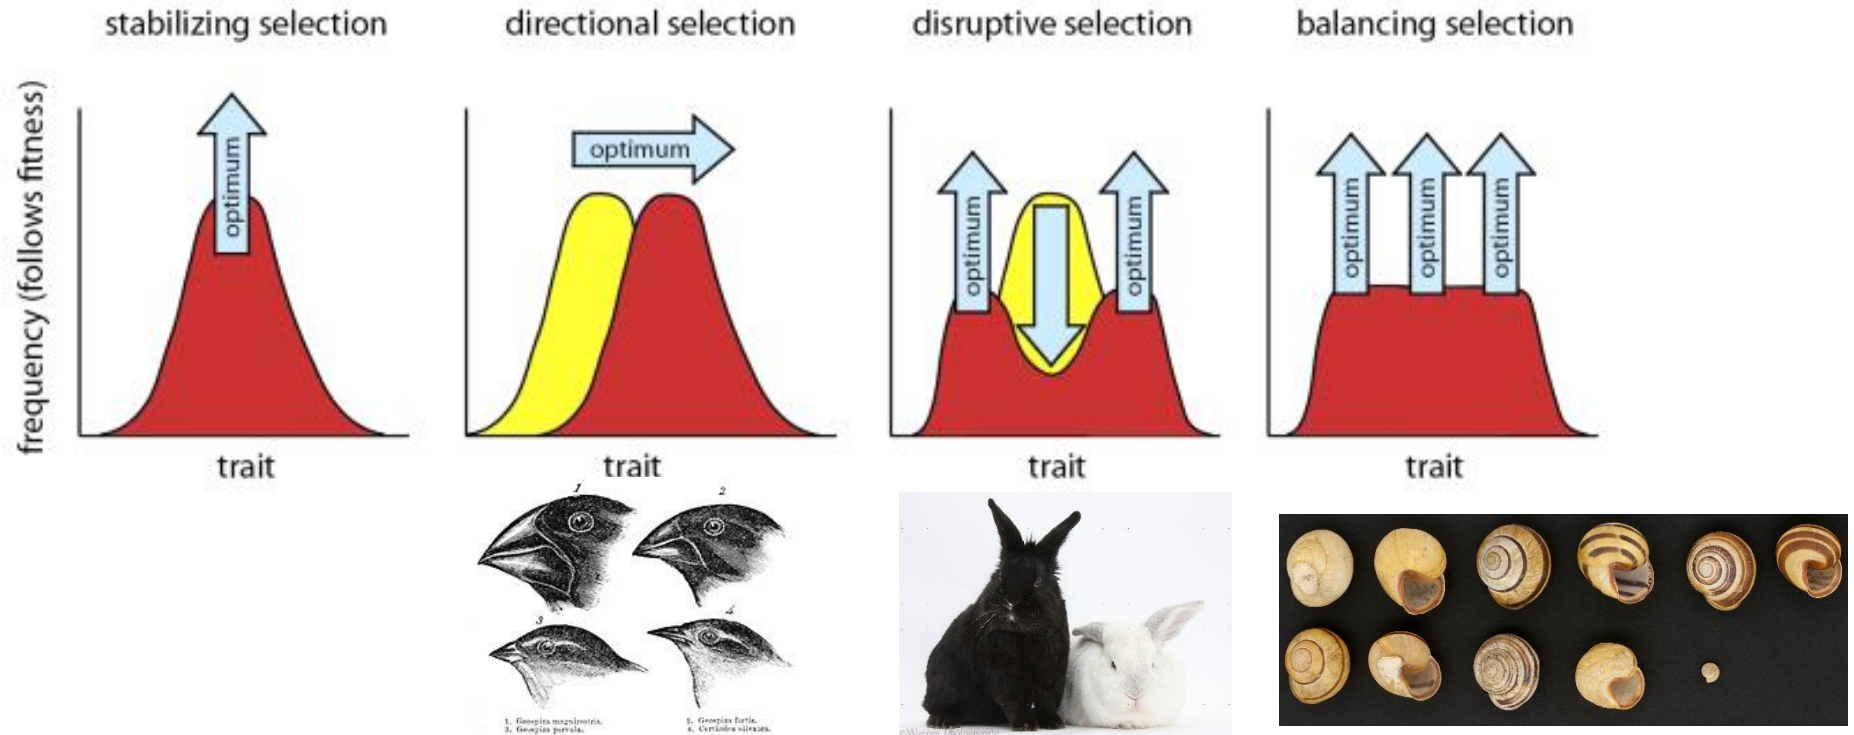 stabilizing selection
directional selection
disruptive selection
balancing selection
frequency (follows fitness)
optimum
optimum
optimum
optimum
optimum
optimum
optimum
trait
trait
trait
trait
1
2
3
4
1. Geospiza magnirostris.
2. Geospiza fortis.
3. Geospiza parvula.
4. Certhidea olivacea.